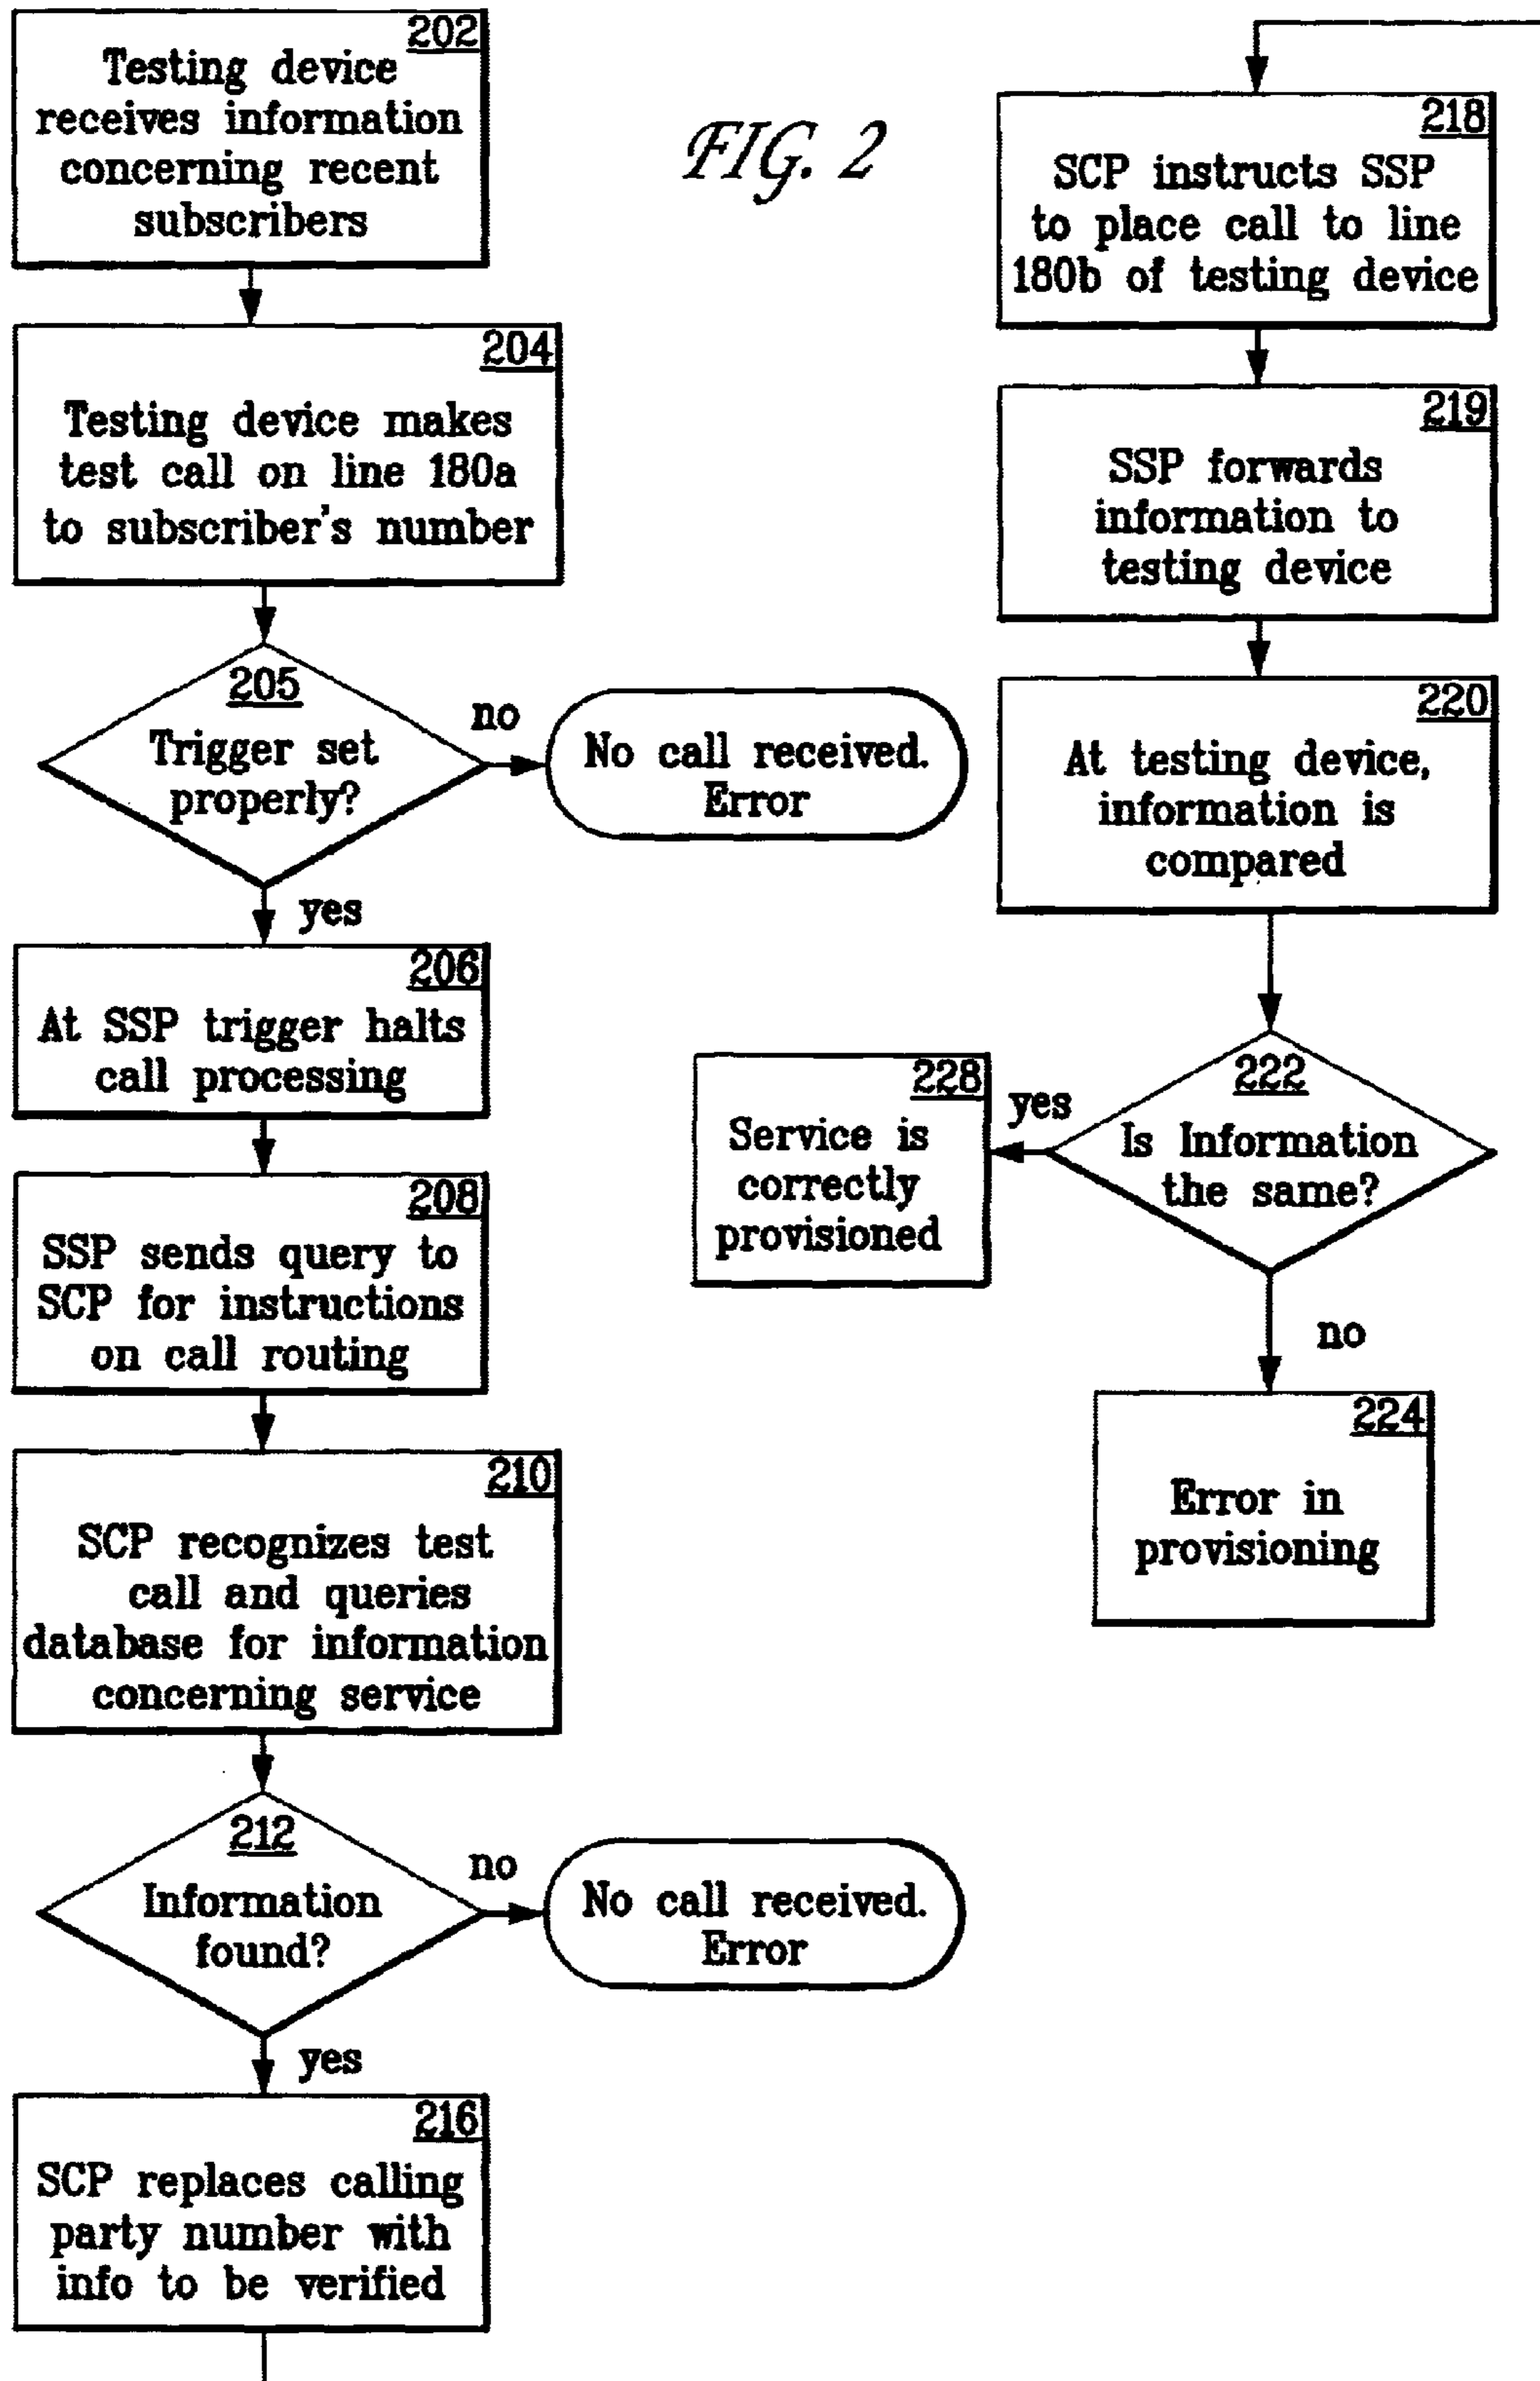 202
Testing device
receives information
concerning recent
subscribers
204
Testing device makes
test call on line 180a
to subscriber's number
205
Trigger set
properly?
no
No call received.
Error
yes
206
At SSP trigger halts
call processing
208
SSP sends query to
SCP for instructions
on call routing
210
SCP recognizes test
call and queries
database for information
concerning service
212
Information
found?
no
No call received.
Error
yes
216
SCP replaces calling
party number with
info to be verified
FIG. 2
218
SCP instructs SSP
to place call to line
180b of testing device
219
SSP forwards
information to
testing device
220
At testing device,
information is
compared
222
Is Information
the same?
yes
228
Service is
correctly
provisioned
no
224
Error in
provisioning